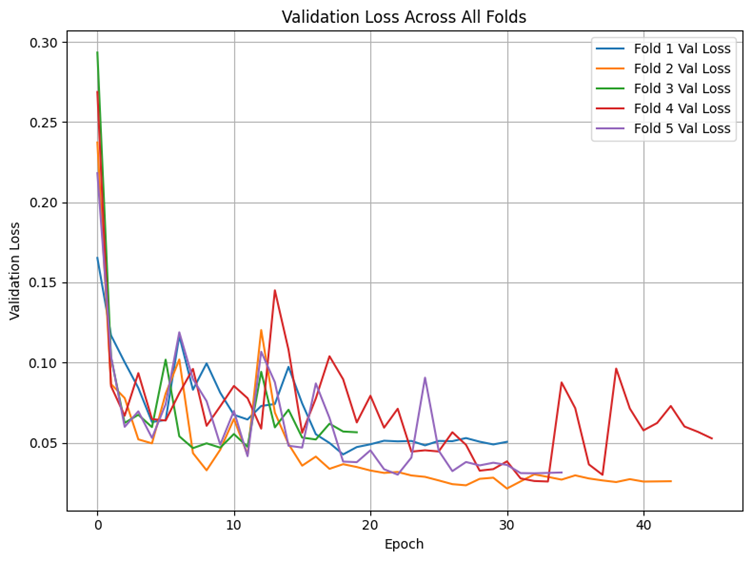 Validation Loss Across All Folds
0.30
0.25
0.20
0.15
0.10
0.05
Validation Loss
Fold 1 Val Loss
Fold 2 Val Loss
Fold 3 Val Loss
Fold 4 Val Loss
Fold 5 Val Loss
0 10 20 30 40
Epoch